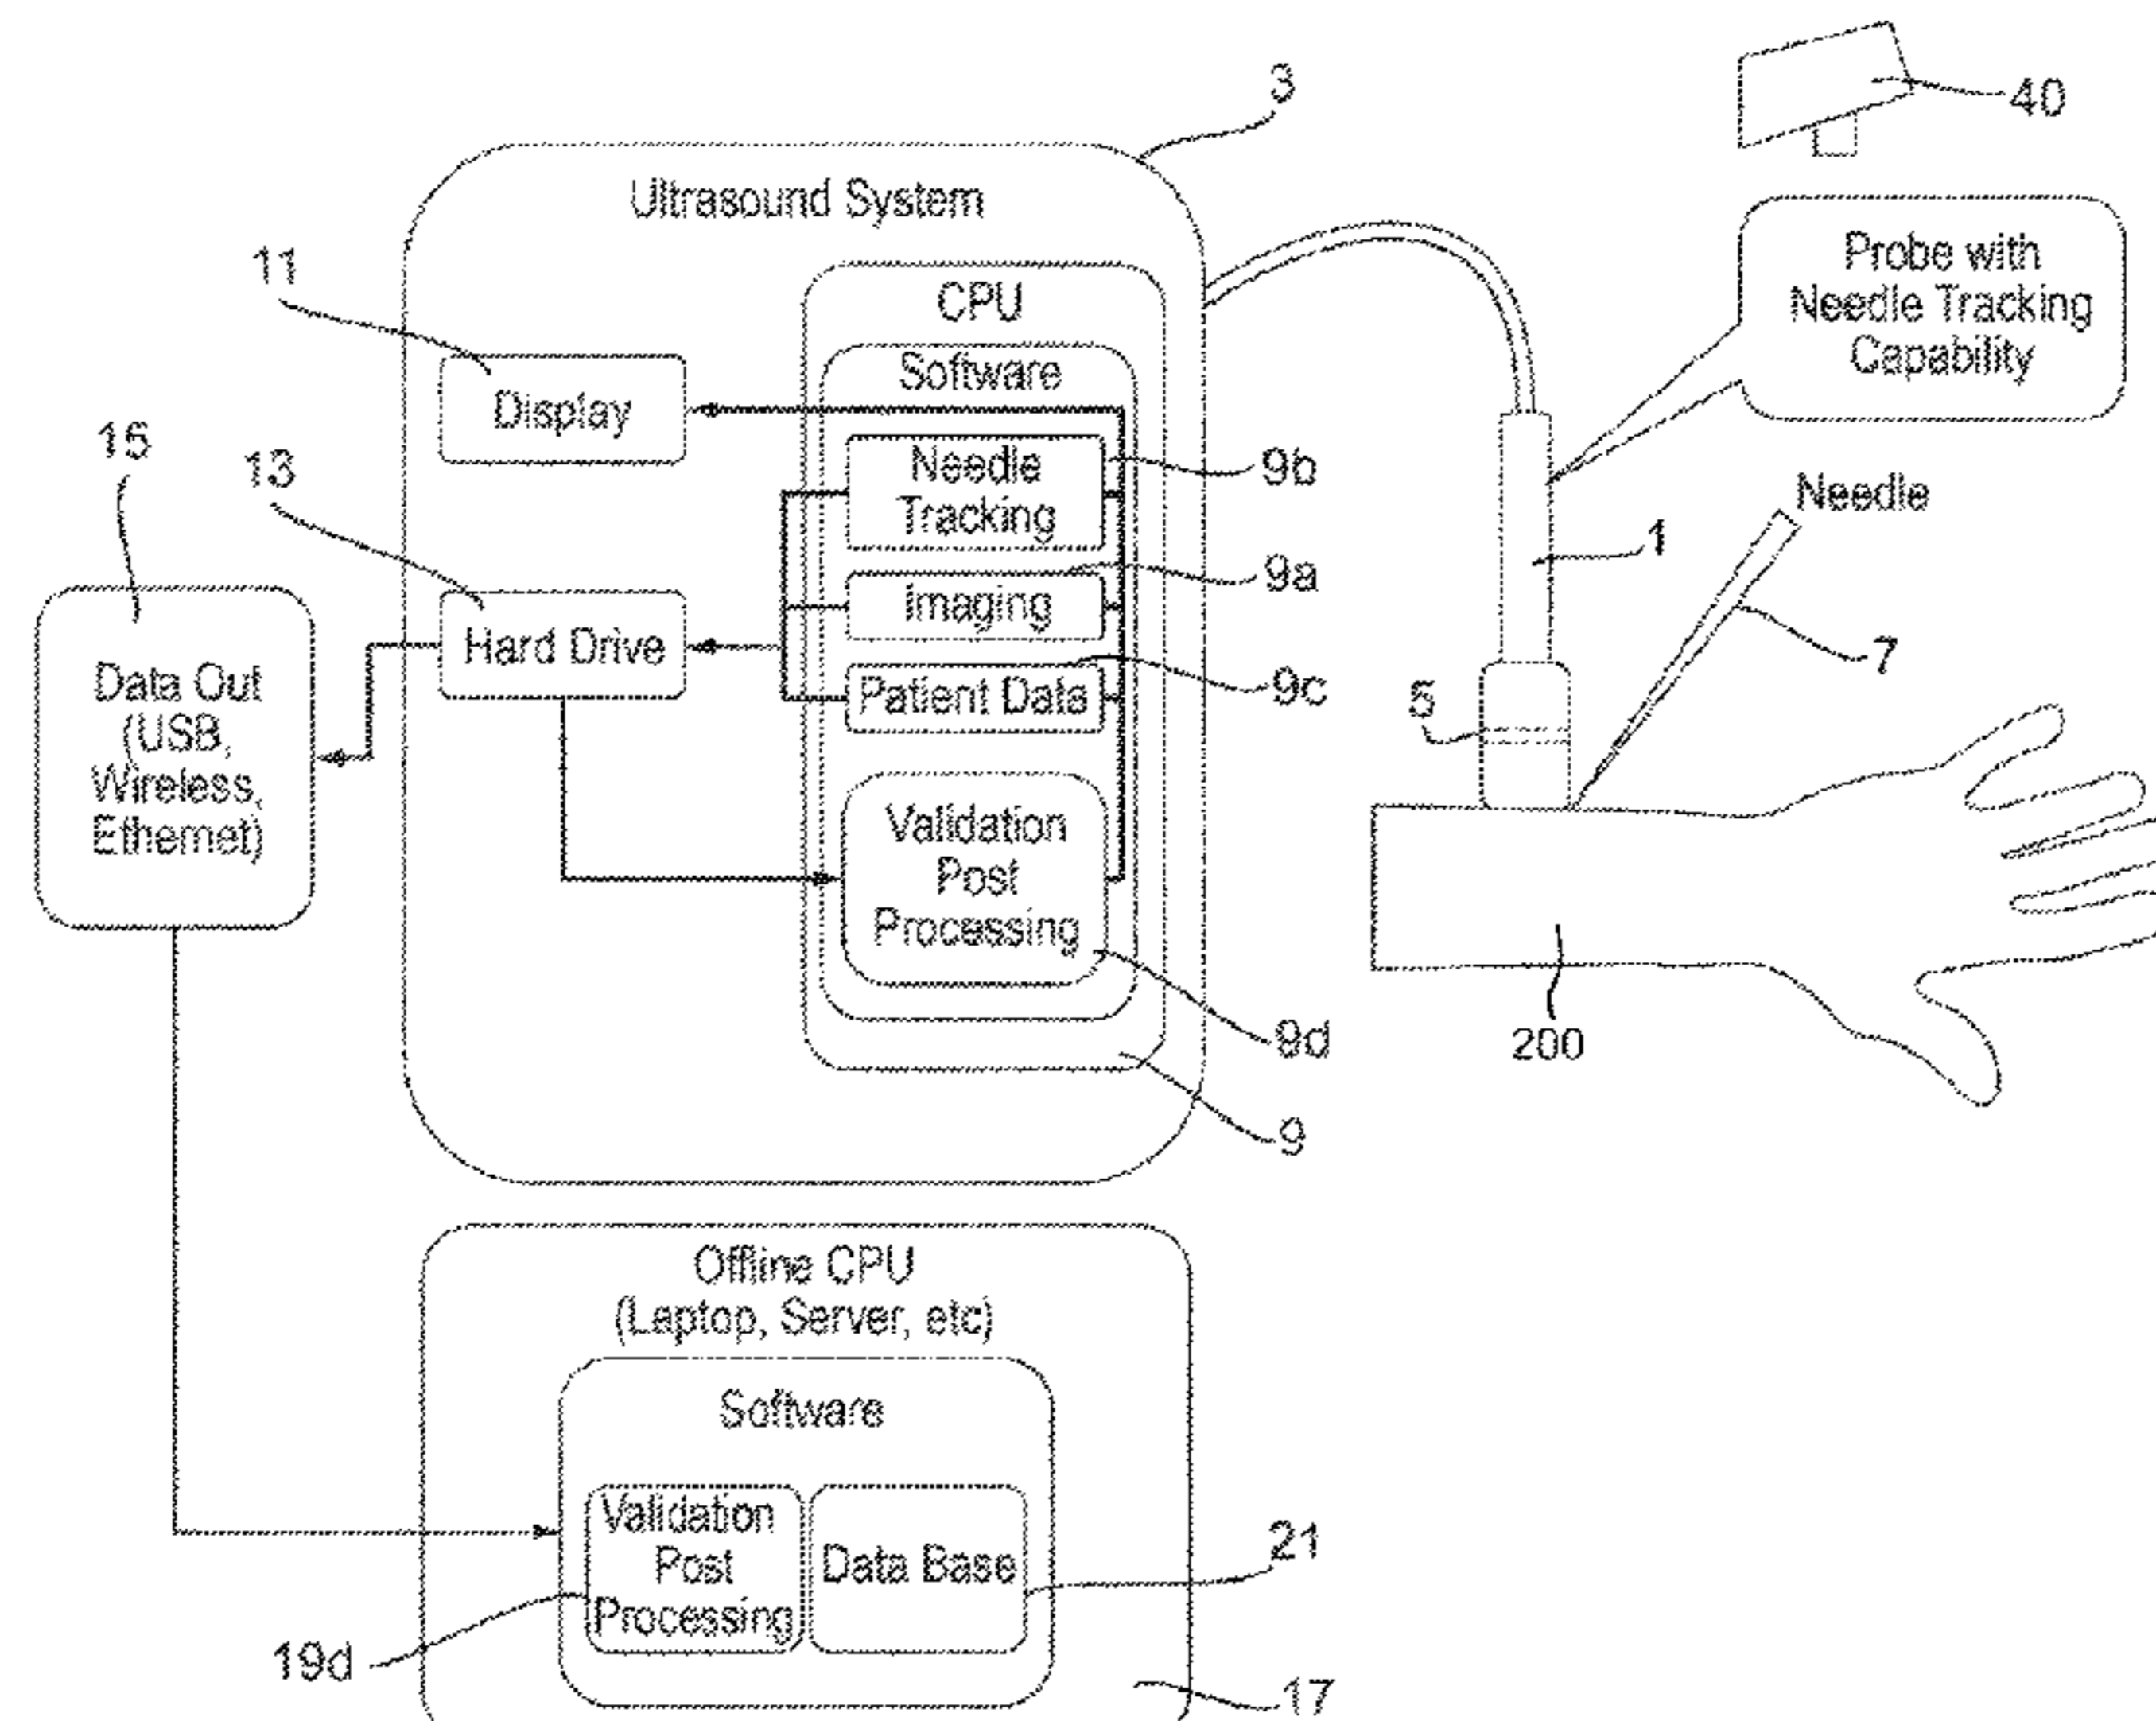 3
40
Ultrasound System
11
CPU
Probe with
Needle Tracking
Capability
Software
Display
15
13
Needle
Tracking
9b
Needle
1
9a
Imaging
Hard Drive
7
Patient Data
9c
5
Data Out
(USB,
Wireless,
Ethernet)
Validation
Post
Processing
9d
200
9
Offline CPU
(Laptop, Server, etc)
Software
Validation
Post
Processing
Data Base
21
19d
17